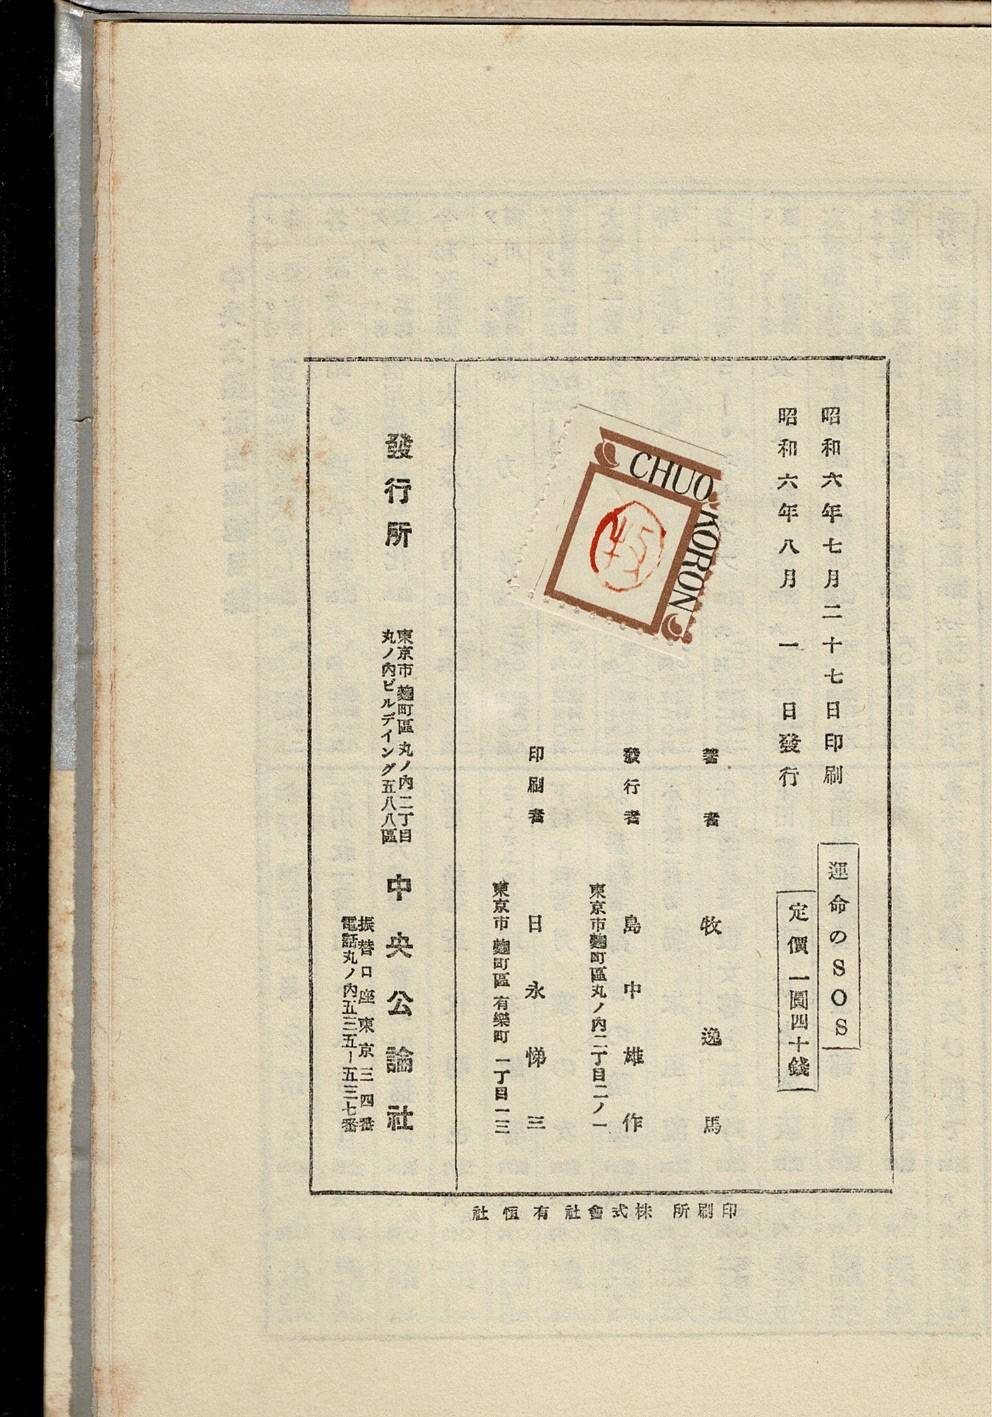 昭和六年七月二十七日印刷
昭和六年八月一日發行
運命のSOS
定價一圓四十錢
CHUO KORON
著者 牧逸馬
發行者 島中雄作
東京市麴町區丸ノ內二丁目二ノ一
印刷者 日永悌三
東京市麴町區有樂町一丁目一三
發行所
東京市麴町區丸ノ內二丁目
丸ノ內ビルデイング五八八區
中央公論社
振替口座東京三四番
電話丸ノ內五三五ー五三七番
印刷所 株式會社 有恆社